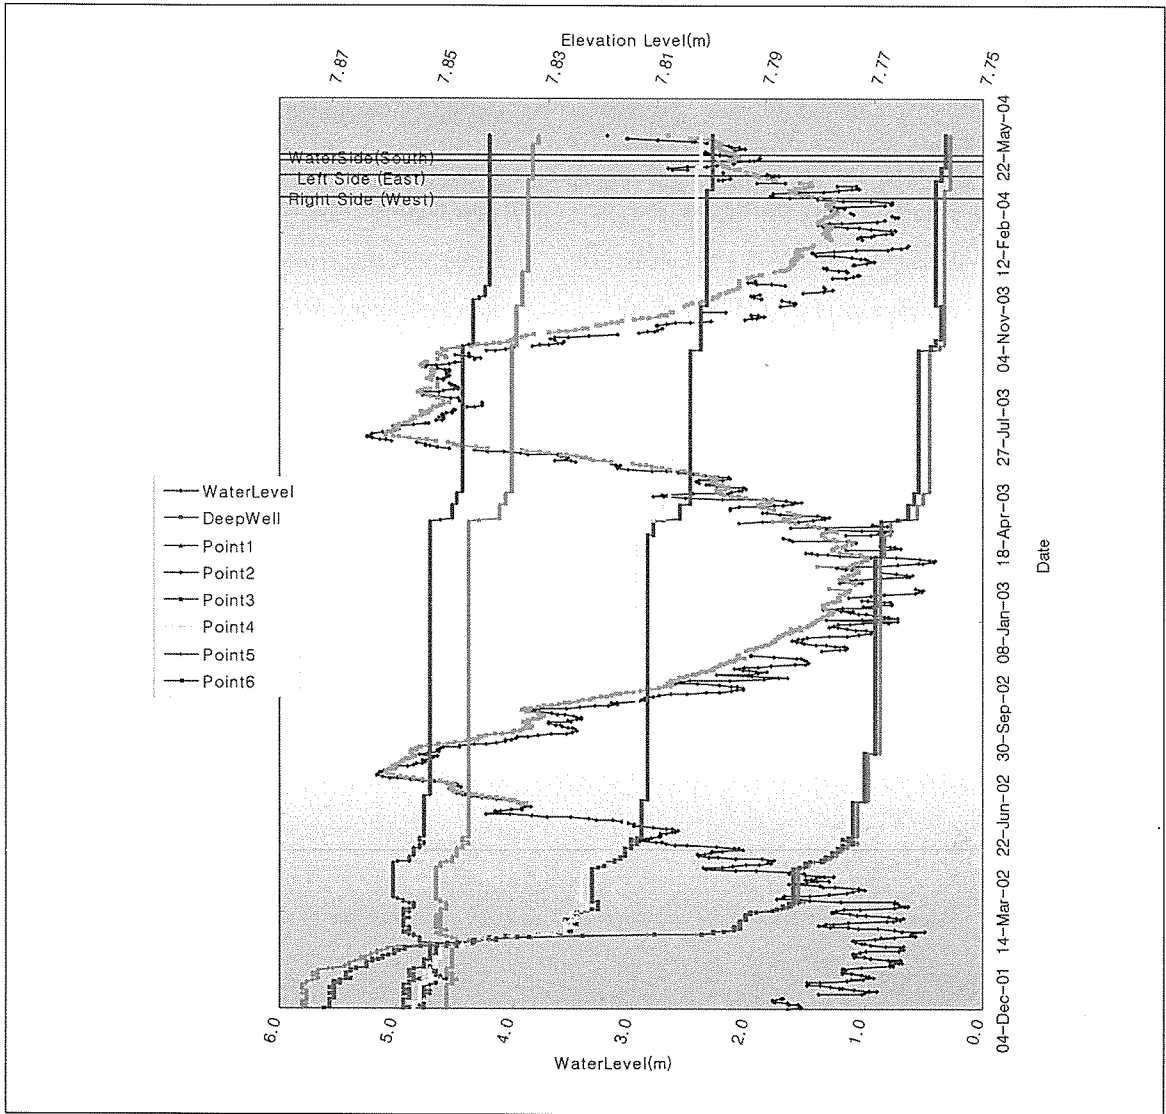 Elevation Level(m)
7.87
7.85
7.83
7.81
7.79
7.77
7.75
WaterSide(South)
Left Side (East)
Right Side (West)
WaterLevel
DeepWell
Point1
Point2
Point3
Point4
Point5
Point6
22-May-04
12-Feb-04
04-Nov-03
27-Jul-03
18-Apr-03
08-Jan-03
30-Sep-02
22-Jun-02
14-Mar-02
04-Dec-01
Date
6.0
5.0
4.0
3.0
2.0
1.0
0.0
WaterLevel(m)